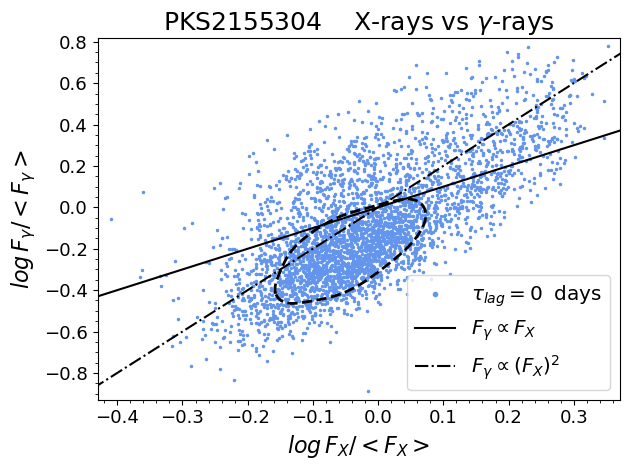 PKS2155304 X-rays vs γ-rays
0.8
0.6
0.4
0.2
0.0
−0.2
−0.4
−0.6
−0.8
log F_γ/<F_γ>
τ_lag = 0 days
F_γ ∝ F_X
F_γ ∝ (F_X)²
−0.4 −0.3 −0.2 −0.1 0.0 0.1 0.2 0.3
log F_X/<F_X>